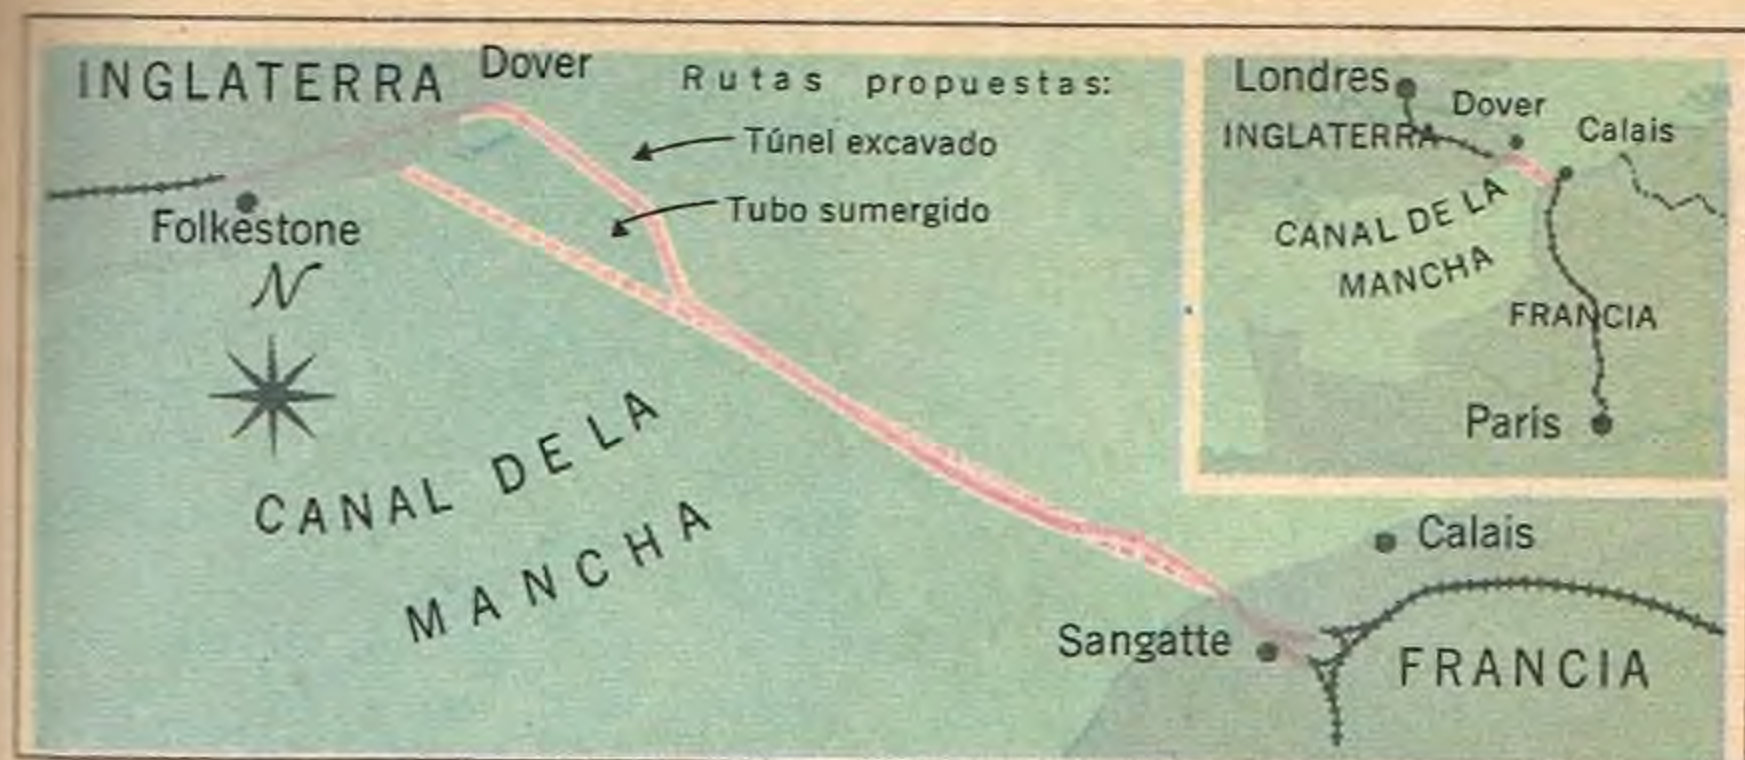 INGLATERRA
Dover
Rutas propuestas:
Túnel excavado
Tubo sumergido
Folkestone
N
CANAL DE LA
MANCHA
Sangatte
Calais
FRANCIA
Londres
Dover
INGLATERRA
Calais
CANAL DE LA
MANCHA
FRANCIA
París